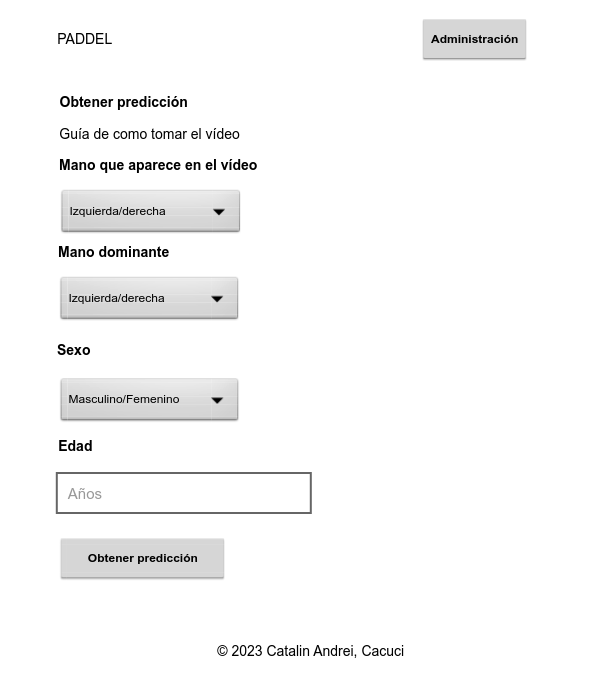 PADDEL
Administración
Obtener predicción
Guía de como tomar el vídeo
Mano que aparece en el vídeo
Izquierda/derecha
Mano dominante
Izquierda/derecha
Sexo
Masculino/Femenino
Edad
Años
Obtener predicción
© 2023 Catalin Andrei, Cacuci